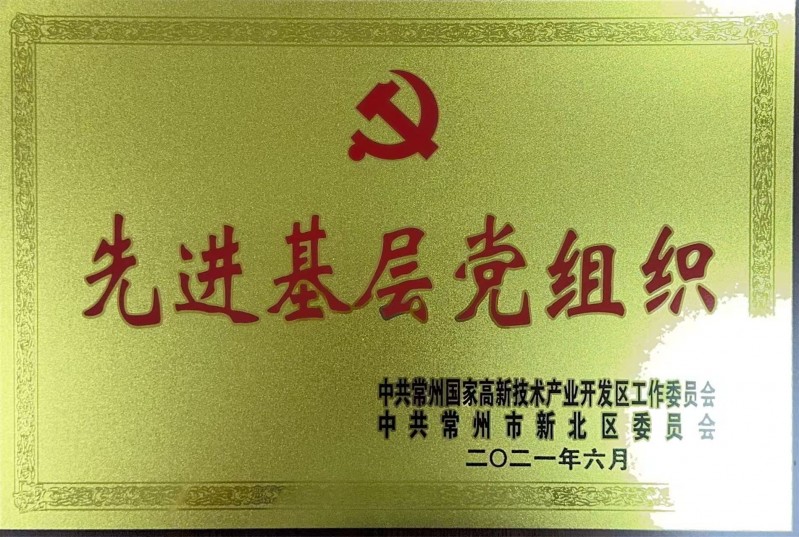 先进基层党组织
中共常州国家高新技术产业开发区工作委员会
中共常州市新北区委员会
二〇二一年六月